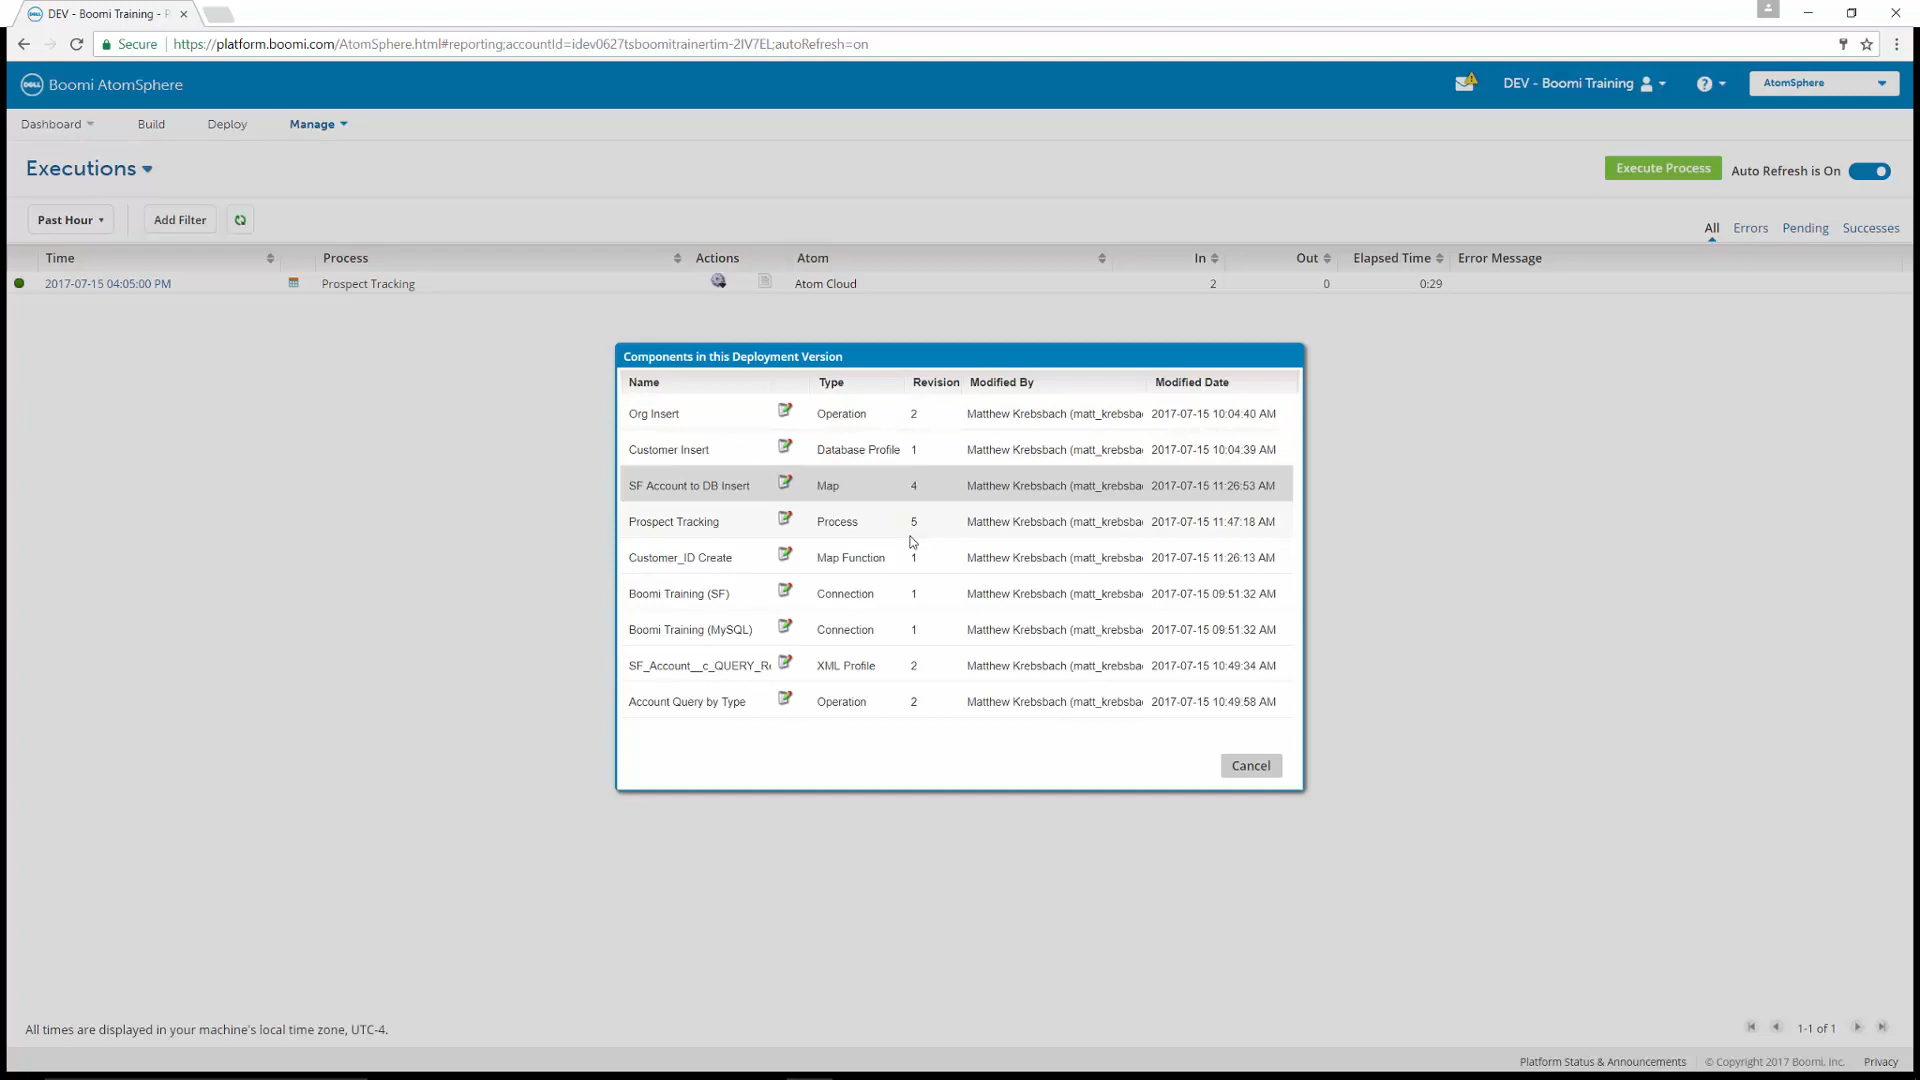 DEV - Boomi Training - P
Secure https://platform.boomi.com/AtomSphere.html#reporting;accountId=idev0627tsboomitrainertim-2IV7EL;autoRefresh=on
DELL Boomi AtomSphere
DEV - Boomi Training
?
AtomSphere
Dashboard Build Deploy Manage
Executions
Execute Process Auto Refresh is On
Past Hour Add Filter
All Errors Pending Successes
Time Process Actions Atom In Out Elapsed Time Error Message
2017-07-15 04:05:00 PM Prospect Tracking Atom Cloud 2 0 0:29
Components in this Deployment Version
Name Type Revision Modified By Modified Date
Org Insert Operation 2 Matthew Krebsbach (matt_krebsba 2017-07-15 10:04:40 AM
Customer Insert Database Profile 1 Matthew Krebsbach (matt_krebsba 2017-07-15 10:04:39 AM
SF Account to DB Insert Map 4 Matthew Krebsbach (matt_krebsba 2017-07-15 11:26:53 AM
Prospect Tracking Process 5 Matthew Krebsbach (matt_krebsba 2017-07-15 11:47:18 AM
Customer_ID Create Map Function 1 Matthew Krebsbach (matt_krebsba 2017-07-15 11:26:13 AM
Boomi Training (SF) Connection 1 Matthew Krebsbach (matt_krebsba 2017-07-15 09:51:32 AM
Boomi Training (MySQL) Connection 1 Matthew Krebsbach (matt_krebsba 2017-07-15 09:51:32 AM
SF_Account__c_QUERY_Re XML Profile 2 Matthew Krebsbach (matt_krebsba 2017-07-15 10:49:34 AM
Account Query by Type Operation 2 Matthew Krebsbach (matt_krebsba 2017-07-15 10:49:58 AM
Cancel
All times are displayed in your machine's local time zone, UTC-4.
1-1 of 1
Platform Status & Announcements © Copyright 2017 Boomi, Inc. Privacy